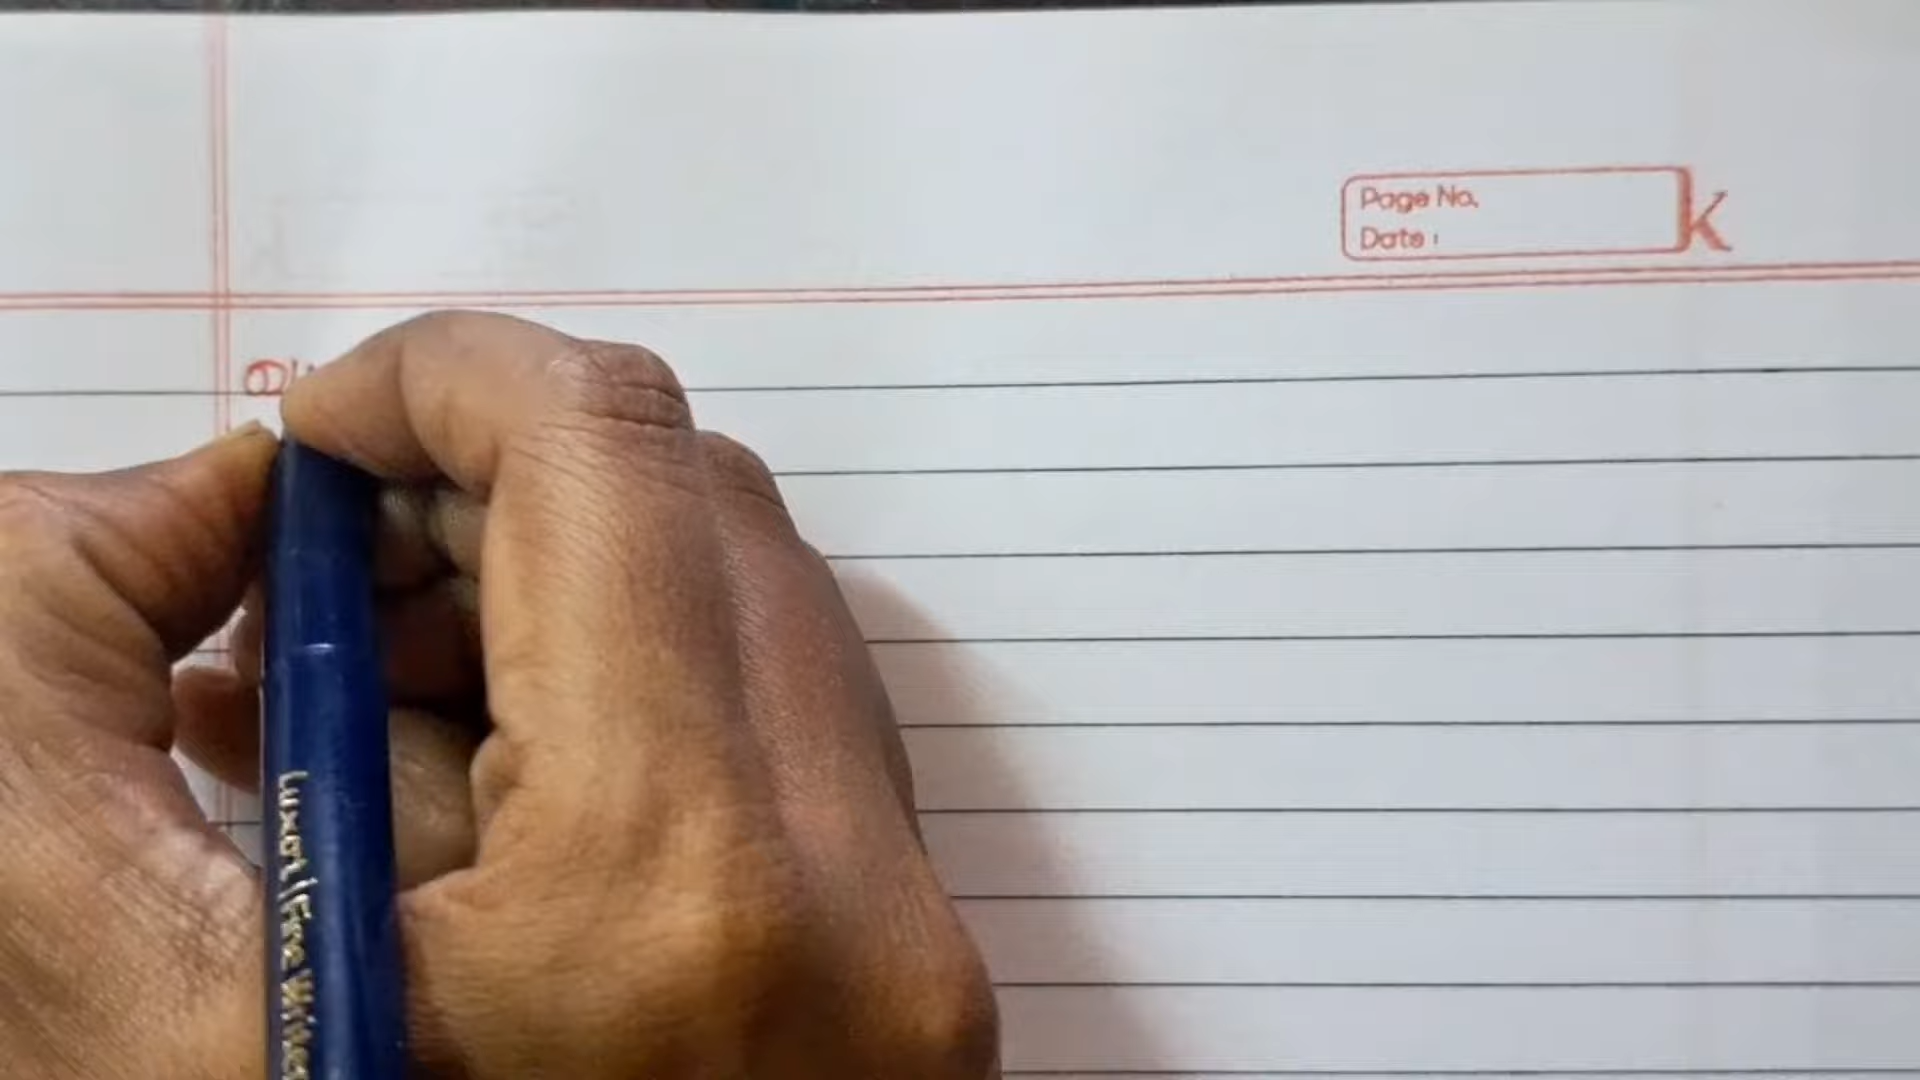 Page No.
Date :
K
Luxor Fine Writer